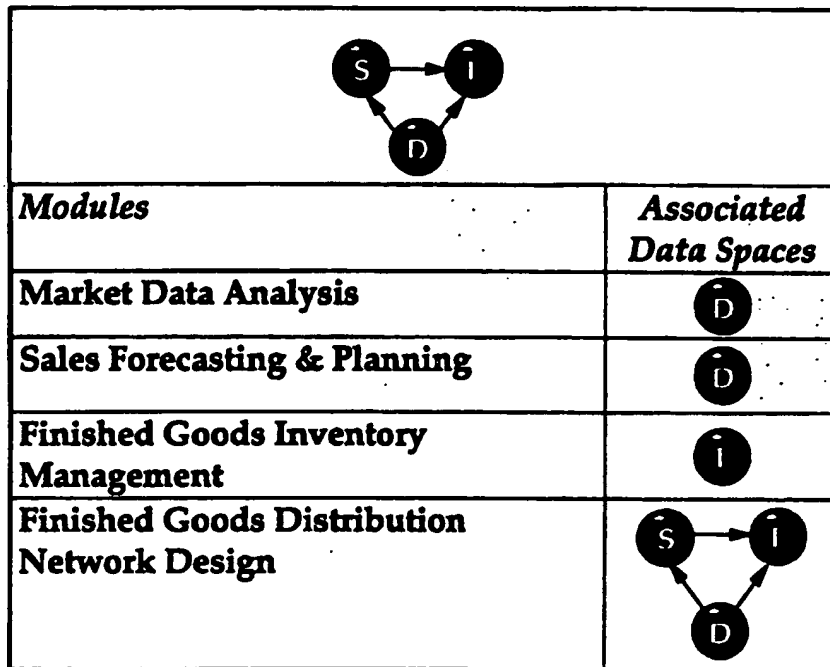 S I
D
Modules Associated
Data Spaces
Market Data Analysis D
Sales Forecasting & Planning D
Finished Goods Inventory
Management I
Finished Goods Distribution
Network Design
S I
D